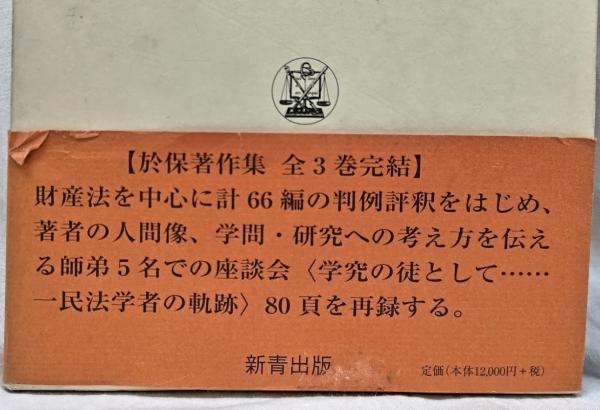 【於保著作集 全3巻完結】
財産法を中心に計66編の判例評釈をはじめ、
著者の人間像、学問・研究への考え方を伝え
る師弟5名での座談会〈学究の徒として……
一民法学者の軌跡〉80頁を再録する。
新青出版
定価(本体12,000円+税)